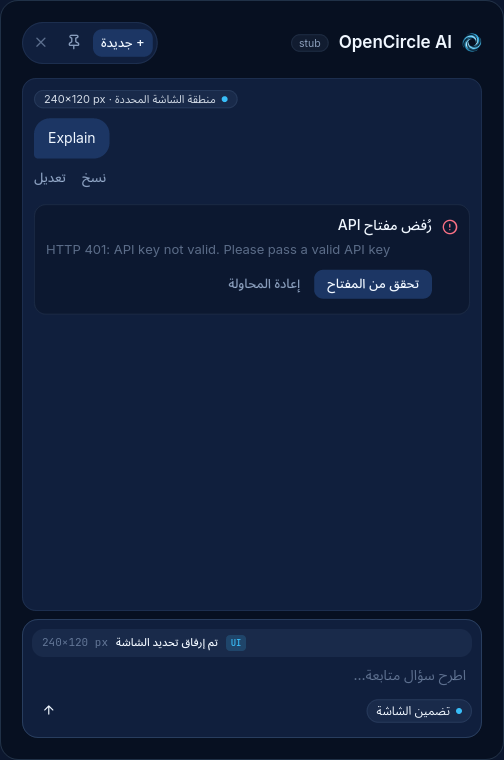 OpenCircle AI
stub
+ جديدة
منطقة الشاشة المحددة · 240×120 px
Explain
نسخ
تعديل
رُفض مفتاح API
HTTP 401: API key not valid. Please pass a valid API key
تحقق من المفتاح
إعادة المحاولة
UI تم إرفاق تحديد الشاشة 240×120 px
اطرح سؤال متابعة...
تضمين الشاشة